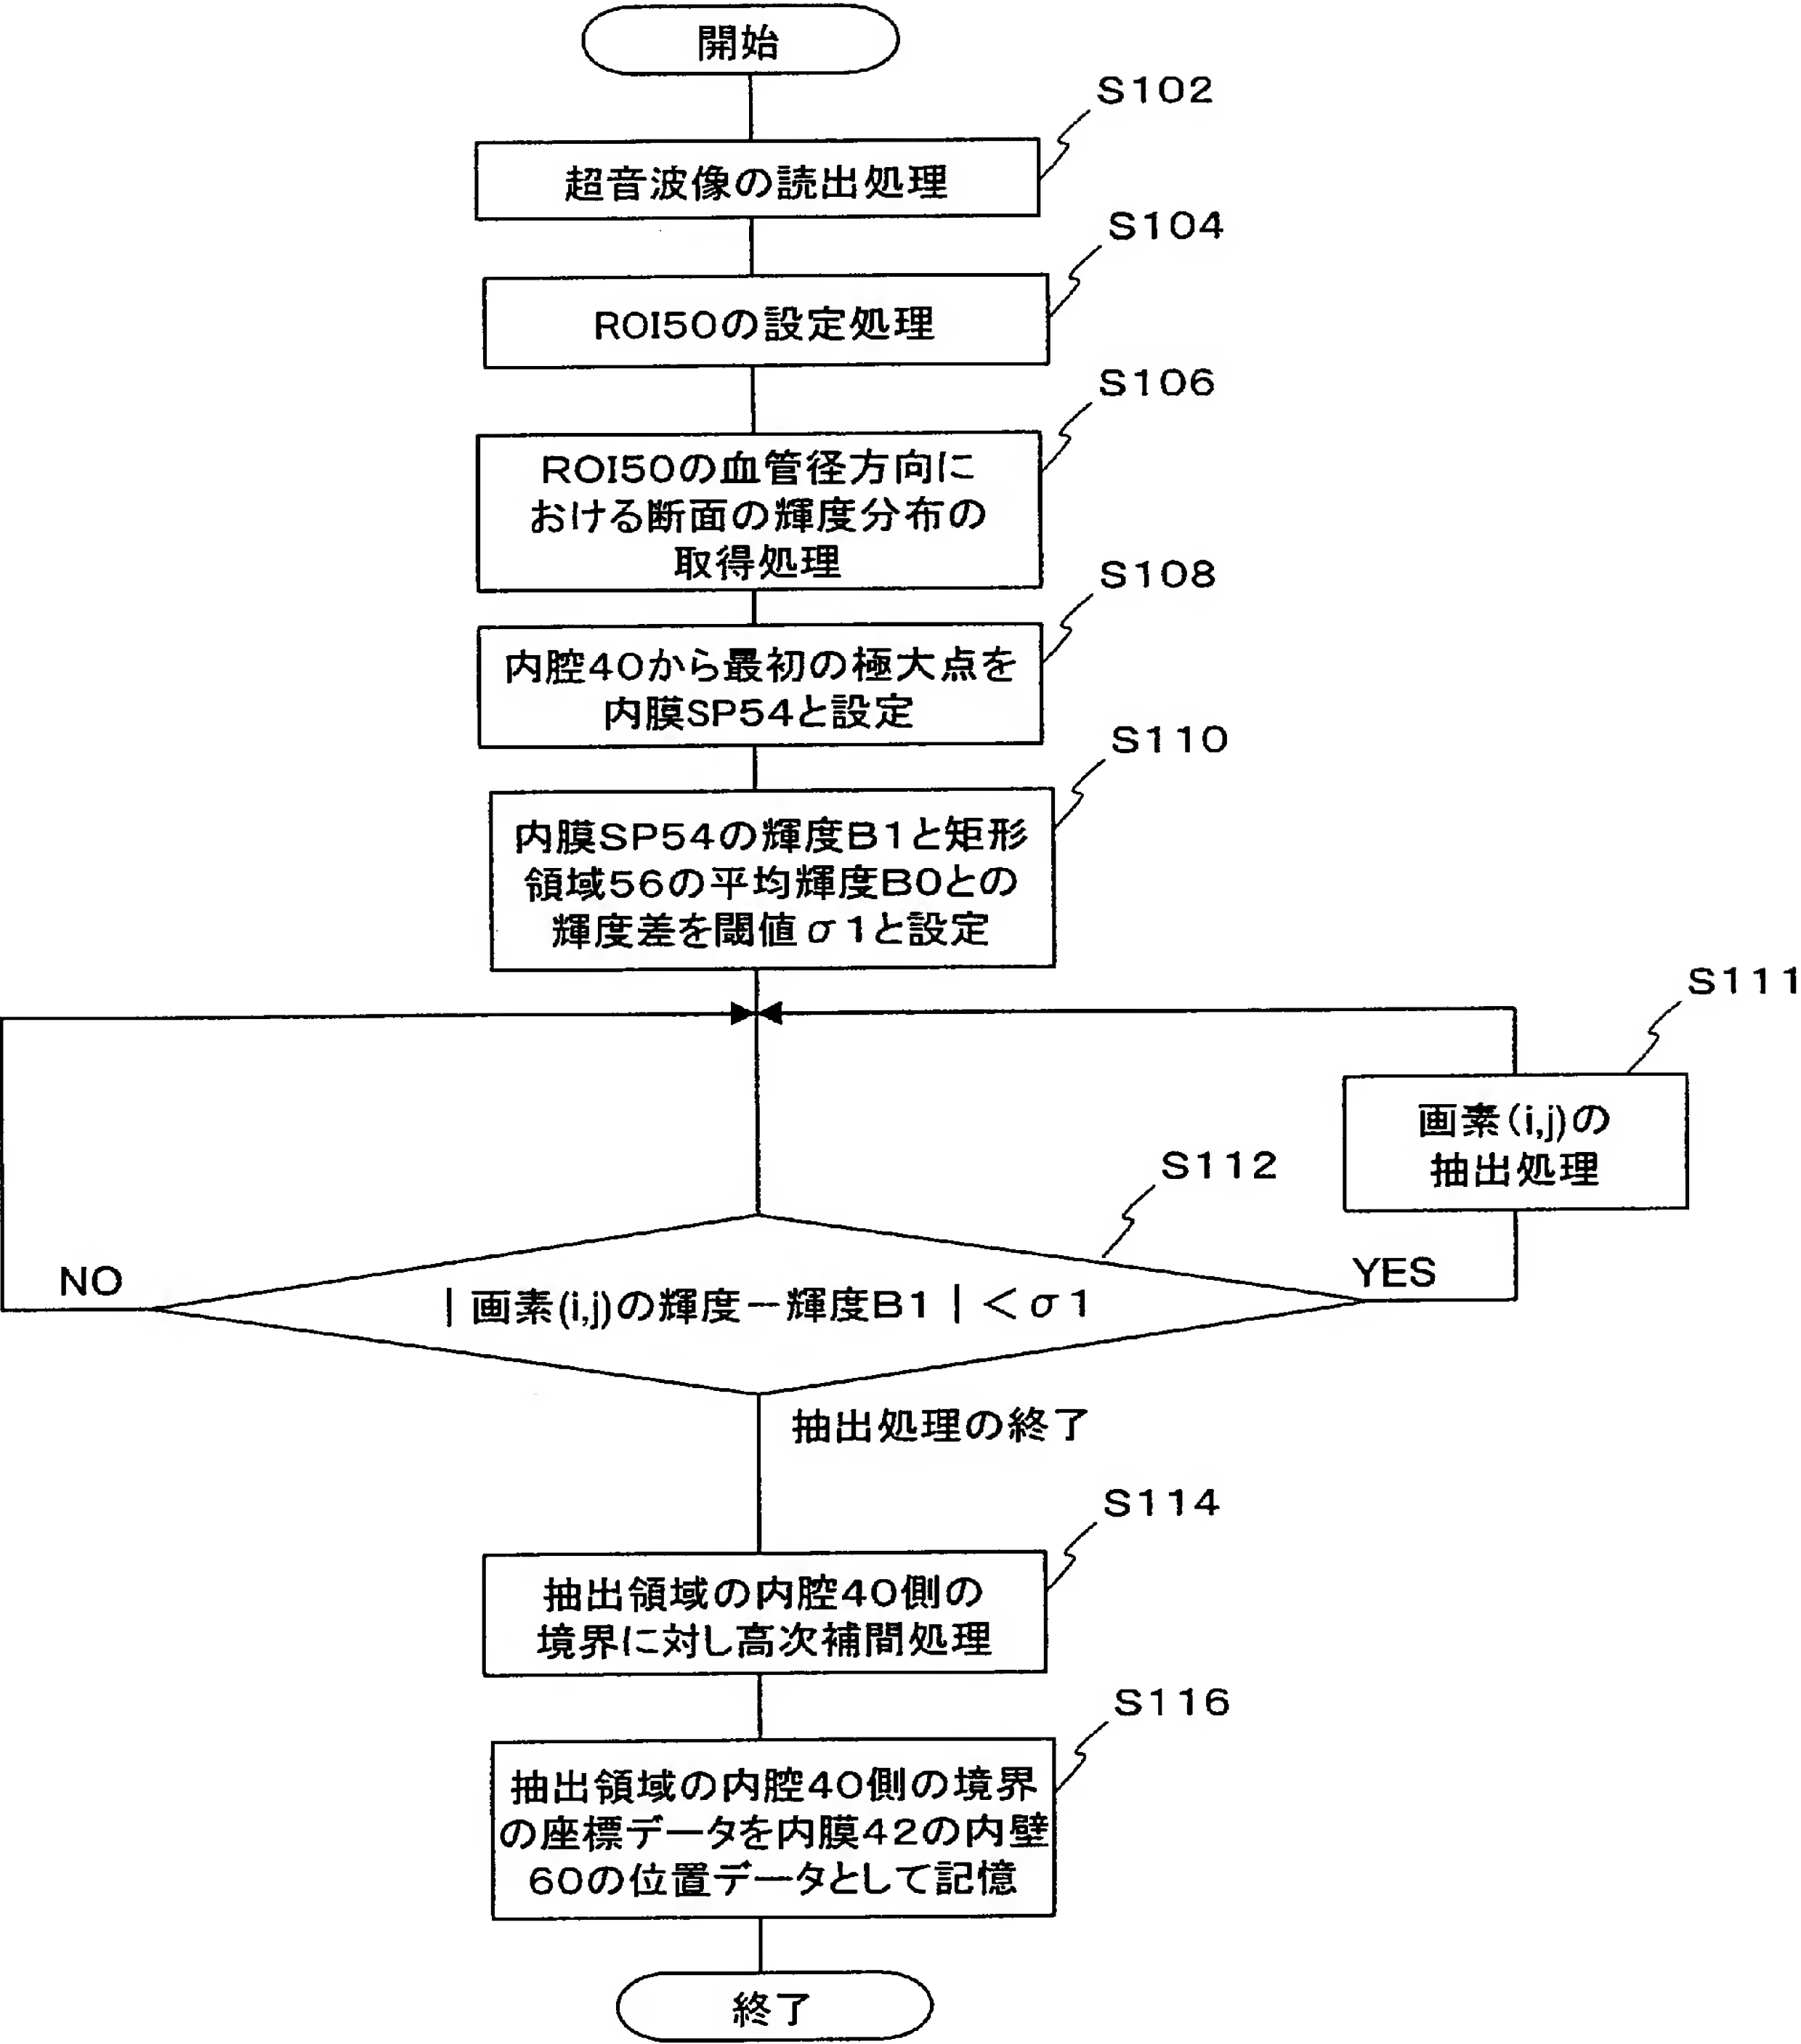 開始
S102
超音波像の読出処理
S104
ROI50の設定処理
S106
ROI50の血管径方向に
おける断面の輝度分布の
取得処理
S108
内腔40から最初の極大点を
内膜SP54と設定
S110
内膜SP54の輝度B1と矩形
領域56の平均輝度B0との
輝度差を閾値σ1と設定
S111
画素(i,j)の
抽出処理
S112
NO
YES
|画素(i,j)の輝度－輝度B1|＜σ1
抽出処理の終了
S114
抽出領域の内腔40側の
境界に対し高次補間処理
S116
抽出領域の内腔40側の境界
の座標データを内膜42の内壁
60の位置データとして記憶
終了